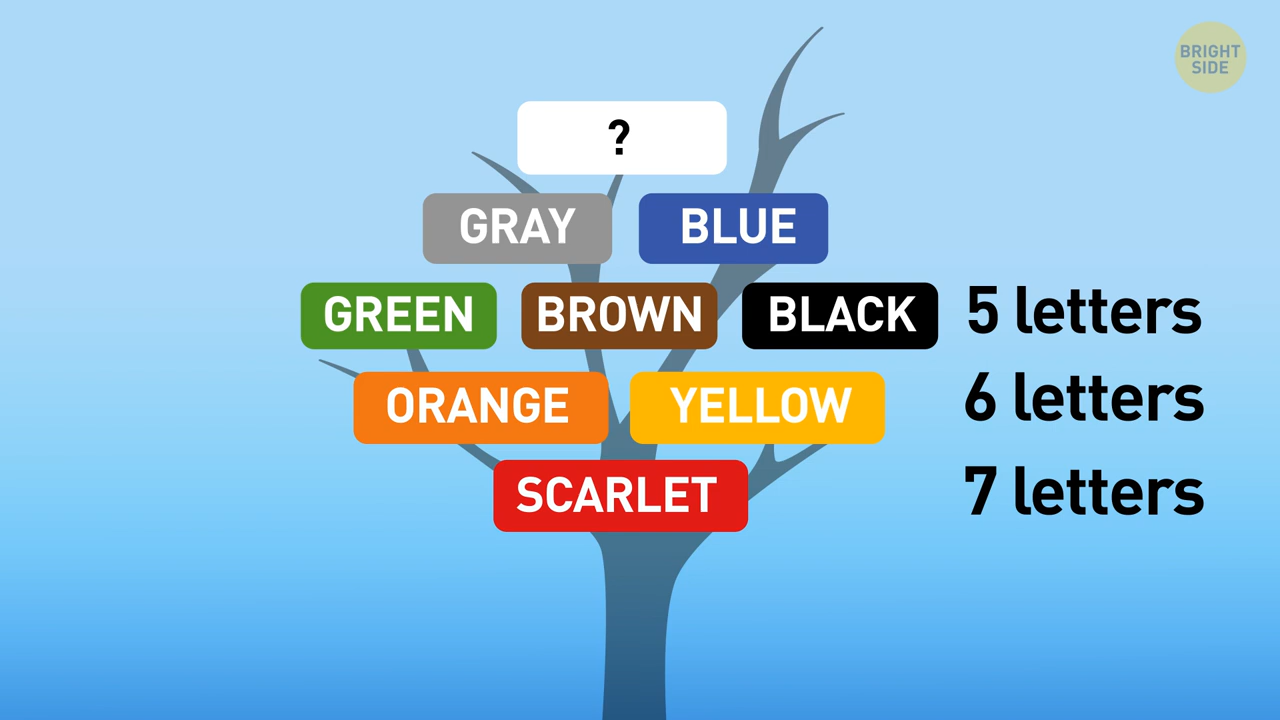 BRIGHT
SIDE
?
GRAY BLUE
GREEN BROWN BLACK 5 letters
ORANGE YELLOW 6 letters
SCARLET 7 letters